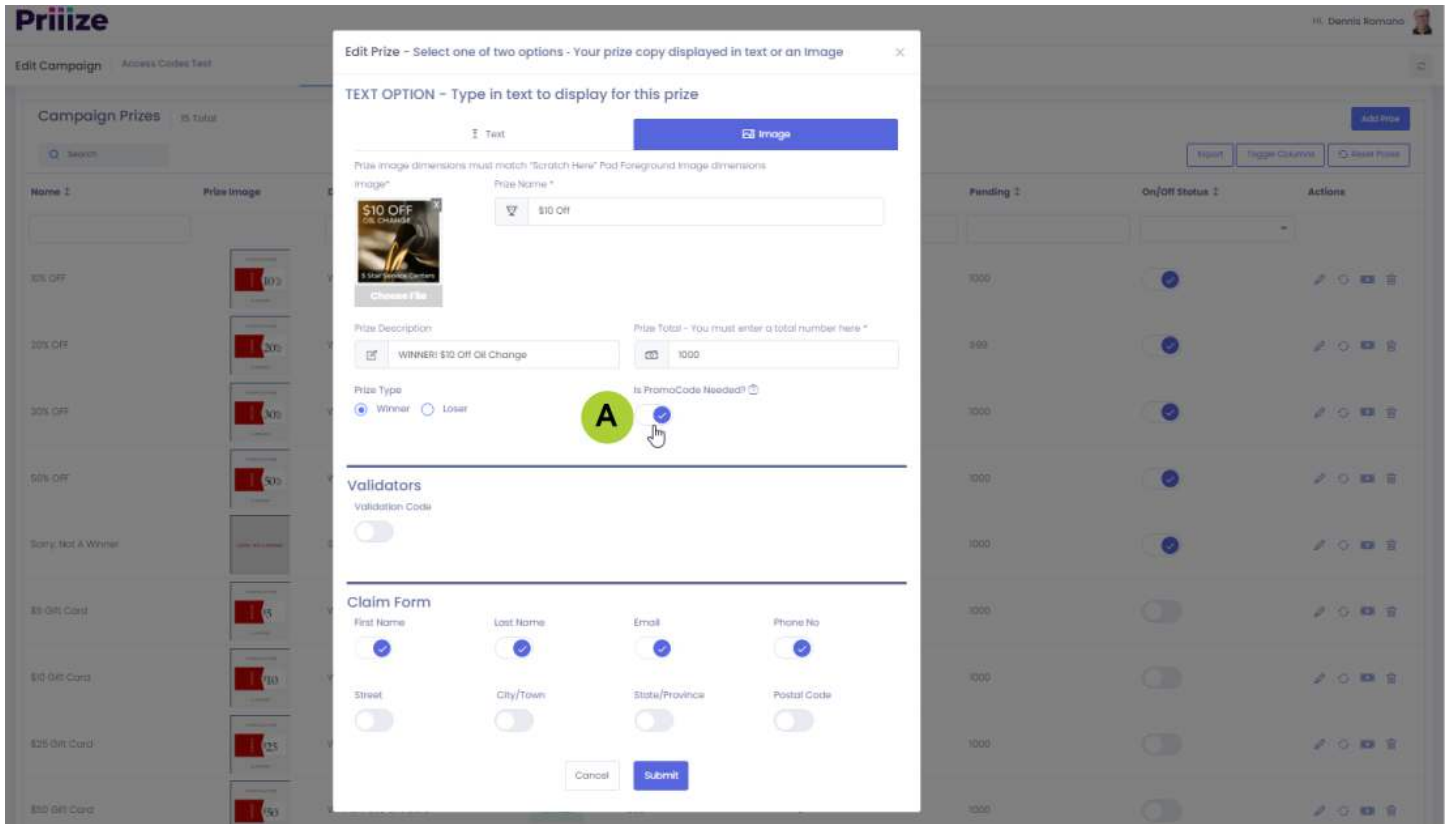 Priiize
Hi, Dennis Romano
Edit Campaign
Access Codes Test
Campaign Prizes
15 Total
Add Prize
Search
Export
Toggle Columns
Reset Prizes
Name
Prize Image
Pending
On/Off Status
Actions
10% OFF
1000
20% OFF
999
30% OFF
1000
50% OFF
1000
Sorry, Not A Winner
1000
$5 Gift Card
1000
$10 Gift Card
1000
$25 Gift Card
1000
$50 Gift Card
1000
Edit Prize - Select one of two options - Your prize copy displayed in text or an Image
TEXT OPTION - Type in text to display for this prize
Text
Image
Prize image dimensions must match "Scratch Here" Pad Foreground Image dimensions
Image*
Prize Name *
$10 OFF
OIL CHANGE
5 Star Service Centers
X
$10 Off
Choose File
Prize Description
Prize Total - You must enter a total number here *
WINNER! $10 Off Oil Change
1000
Prize Type
Is PromoCode Needed?
Winner
Loser
A
Validators
Validation Code
Claim Form
First Name
Last Name
Email
Phone No
Street
City/Town
State/Province
Postal Code
Cancel
Submit